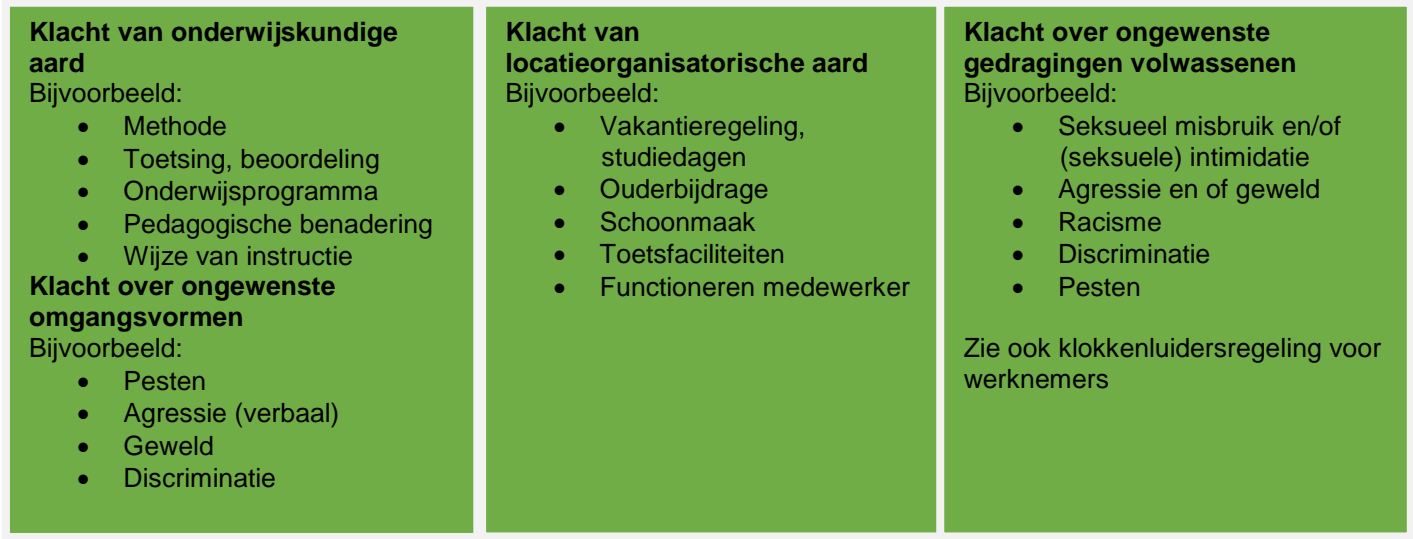 Klacht van onderwijskundige
aard
Bijvoorbeeld:
• Methode
• Toetsing, beoordeling
• Onderwijsprogramma
• Pedagogische benadering
• Wijze van instructie
Klacht over ongewenste
omgangsvormen
Bijvoorbeeld:
• Pesten
• Agressie (verbaal)
• Geweld
• Discriminatie
Klacht van
locatieorganisatorische aard
Bijvoorbeeld:
• Vakantieregeling,
studiedagen
• Ouderbijdrage
• Schoonmaak
• Toetsfaciliteiten
• Functioneren medewerker
Klacht over ongewenste
gedragingen volwassenen
Bijvoorbeeld:
• Seksueel misbruik en/of
(seksuele) intimidatie
• Agressie en of geweld
• Racisme
• Discriminatie
• Pesten
Zie ook klokkenluidersregeling voor
werknemers